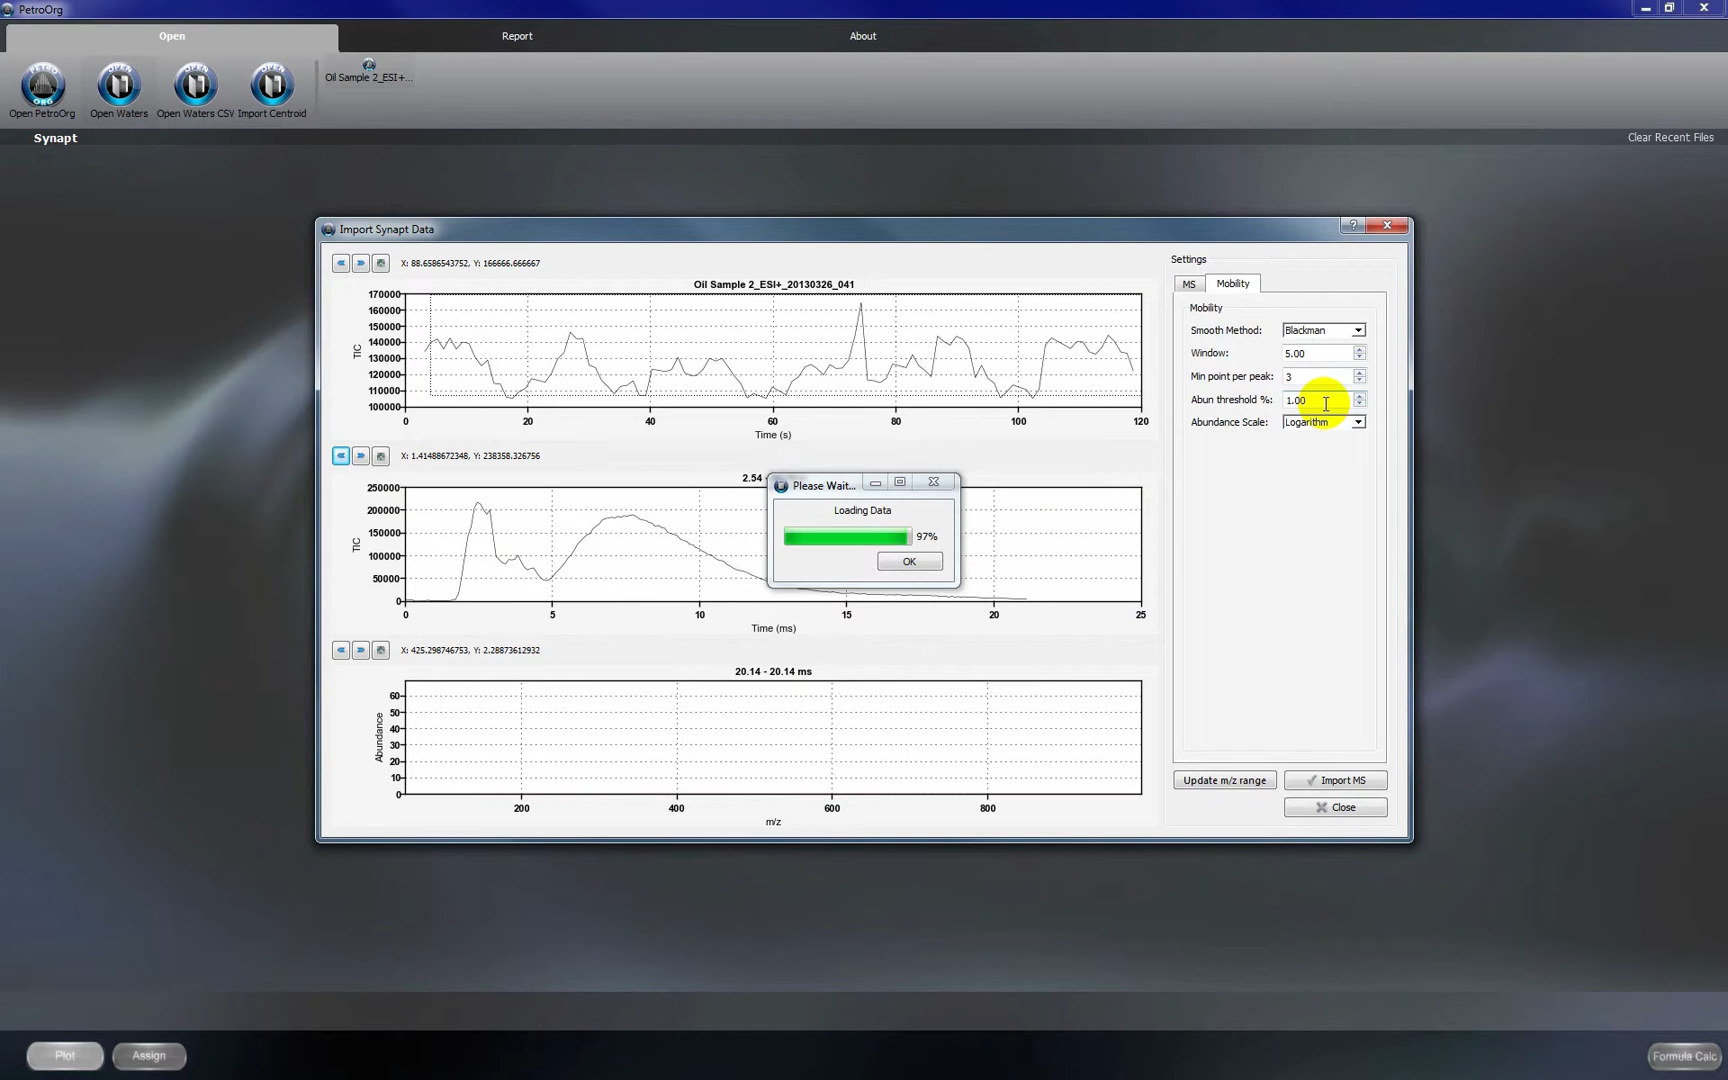 PetroOrg
Open
Report
About
Open PetroOrg
Open Waters
Open Waters CSV
Import Centroid
Oil Sample 2_ESI+...
Synapt
Clear Recent Files
Import Synapt Data
X: 88.6586543752, Y: 166666.666667
Oil Sample 2_ESI+_20130326_041
170000
160000
150000
140000
130000
120000
110000
100000
TIC
0 20 40 60 80 100 120
Time (s)
X: 1.41488672348, Y: 238358.326756
2.54 -
250000
200000
150000
100000
50000
0
TIC
0 5 10 15 20 25
Time (ms)
Please Wait...
Loading Data
97%
OK
X: 425.298746753, Y: 2.28873612932
20.14 - 20.14 ms
60
50
40
30
20
10
0
Abundance
200 400 600 800
m/z
Settings
MS
Mobility
Mobility
Smooth Method: Blackman
Window: 5.00
Min point per peak: 3
Abun threshold %: 1.00
Abundance Scale: Logarithm
Update m/z range
Import MS
Close
Plot
Assign
Formula Calc